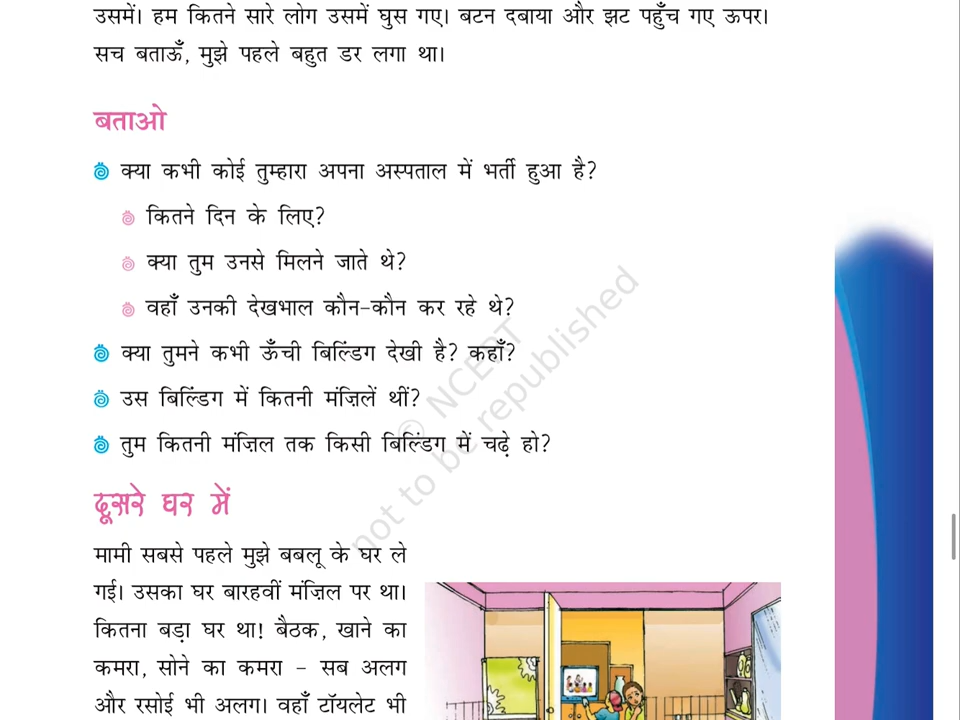 उसमें। हम कितने सारे लोग उसमें घुस गए। बटन दबाया और झट पहुँच गए ऊपर।
सच बताऊँ, मुझे पहले बहुत डर लगा था।
बताओ
क्या कभी कोई तुम्हारा अपना अस्पताल में भर्ती हुआ है?
कितने दिन के लिए?
क्या तुम उनसे मिलने जाते थे?
वहाँ उनकी देखभाल कौन-कौन कर रहे थे?
क्या तुमने कभी ऊँची बिल्डिंग देखी है? कहाँ?
उस बिल्डिंग में कितनी मंज़िलें थीं?
तुम कितनी मंज़िल तक किसी बिल्डिंग में चढ़े हो?
दूसरे घर में
मामी सबसे पहले मुझे बबलू के घर ले
गई। उसका घर बारहवीं मंज़िल पर था।
कितना बड़ा घर था! बैठक, खाने का
कमरा, सोने का कमरा – सब अलग
और रसोई भी अलग। वहाँ टॉयलेट भी
© NCERT
not to be republished